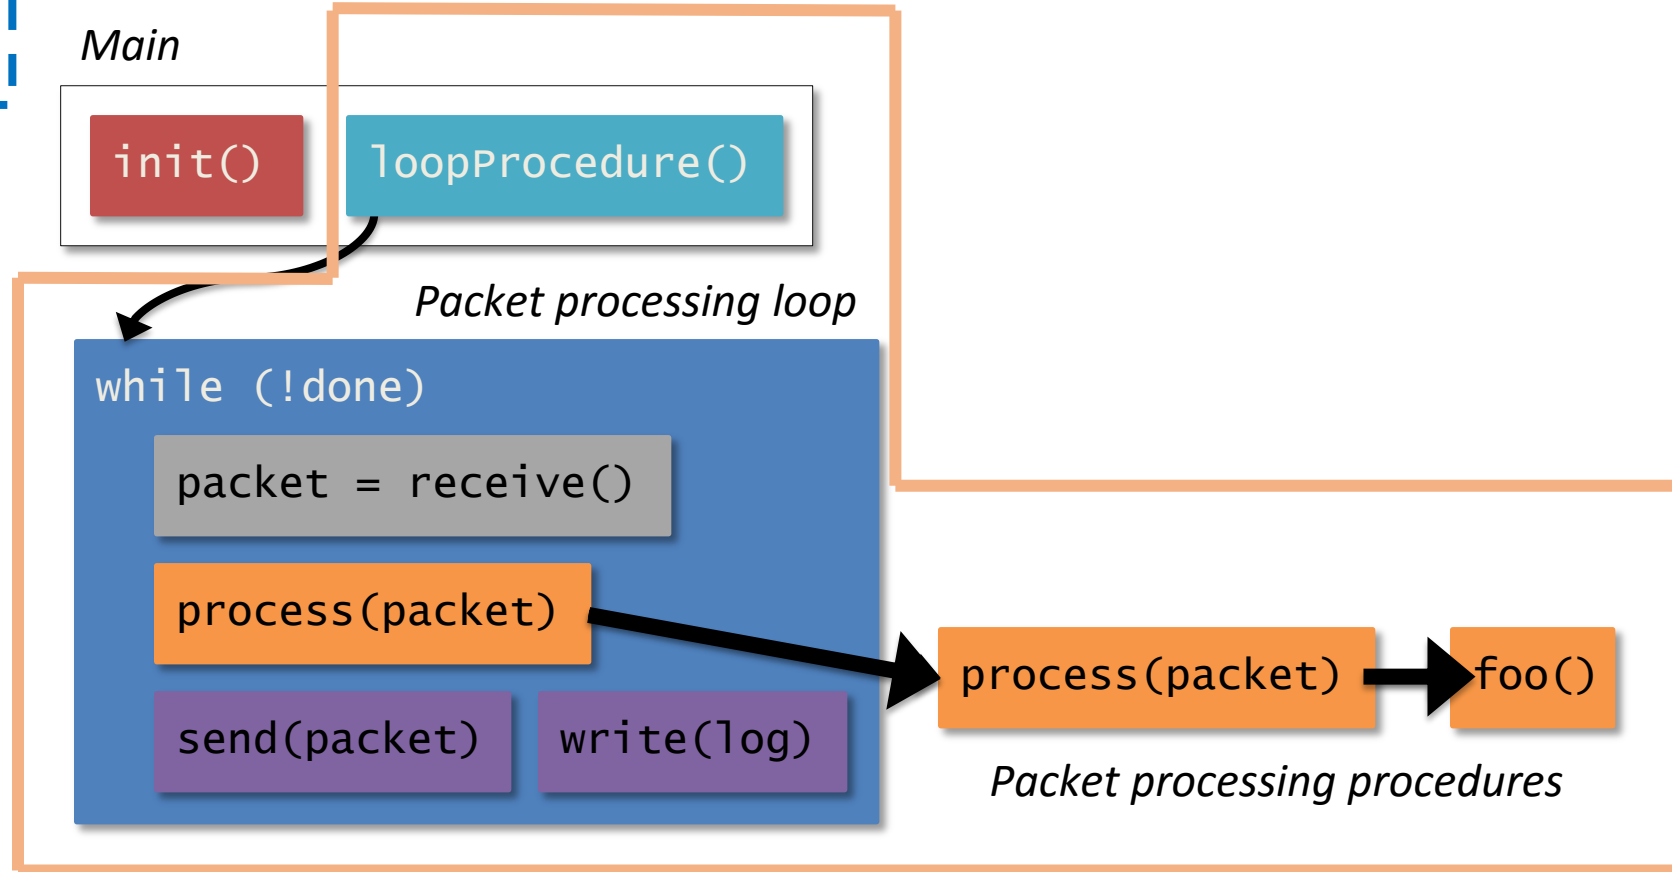 Main
init() loopProcedure()
Packet processing loop
while (!done)
packet = receive()
process(packet)
send(packet) write(log)
process(packet) foo()
Packet processing procedures